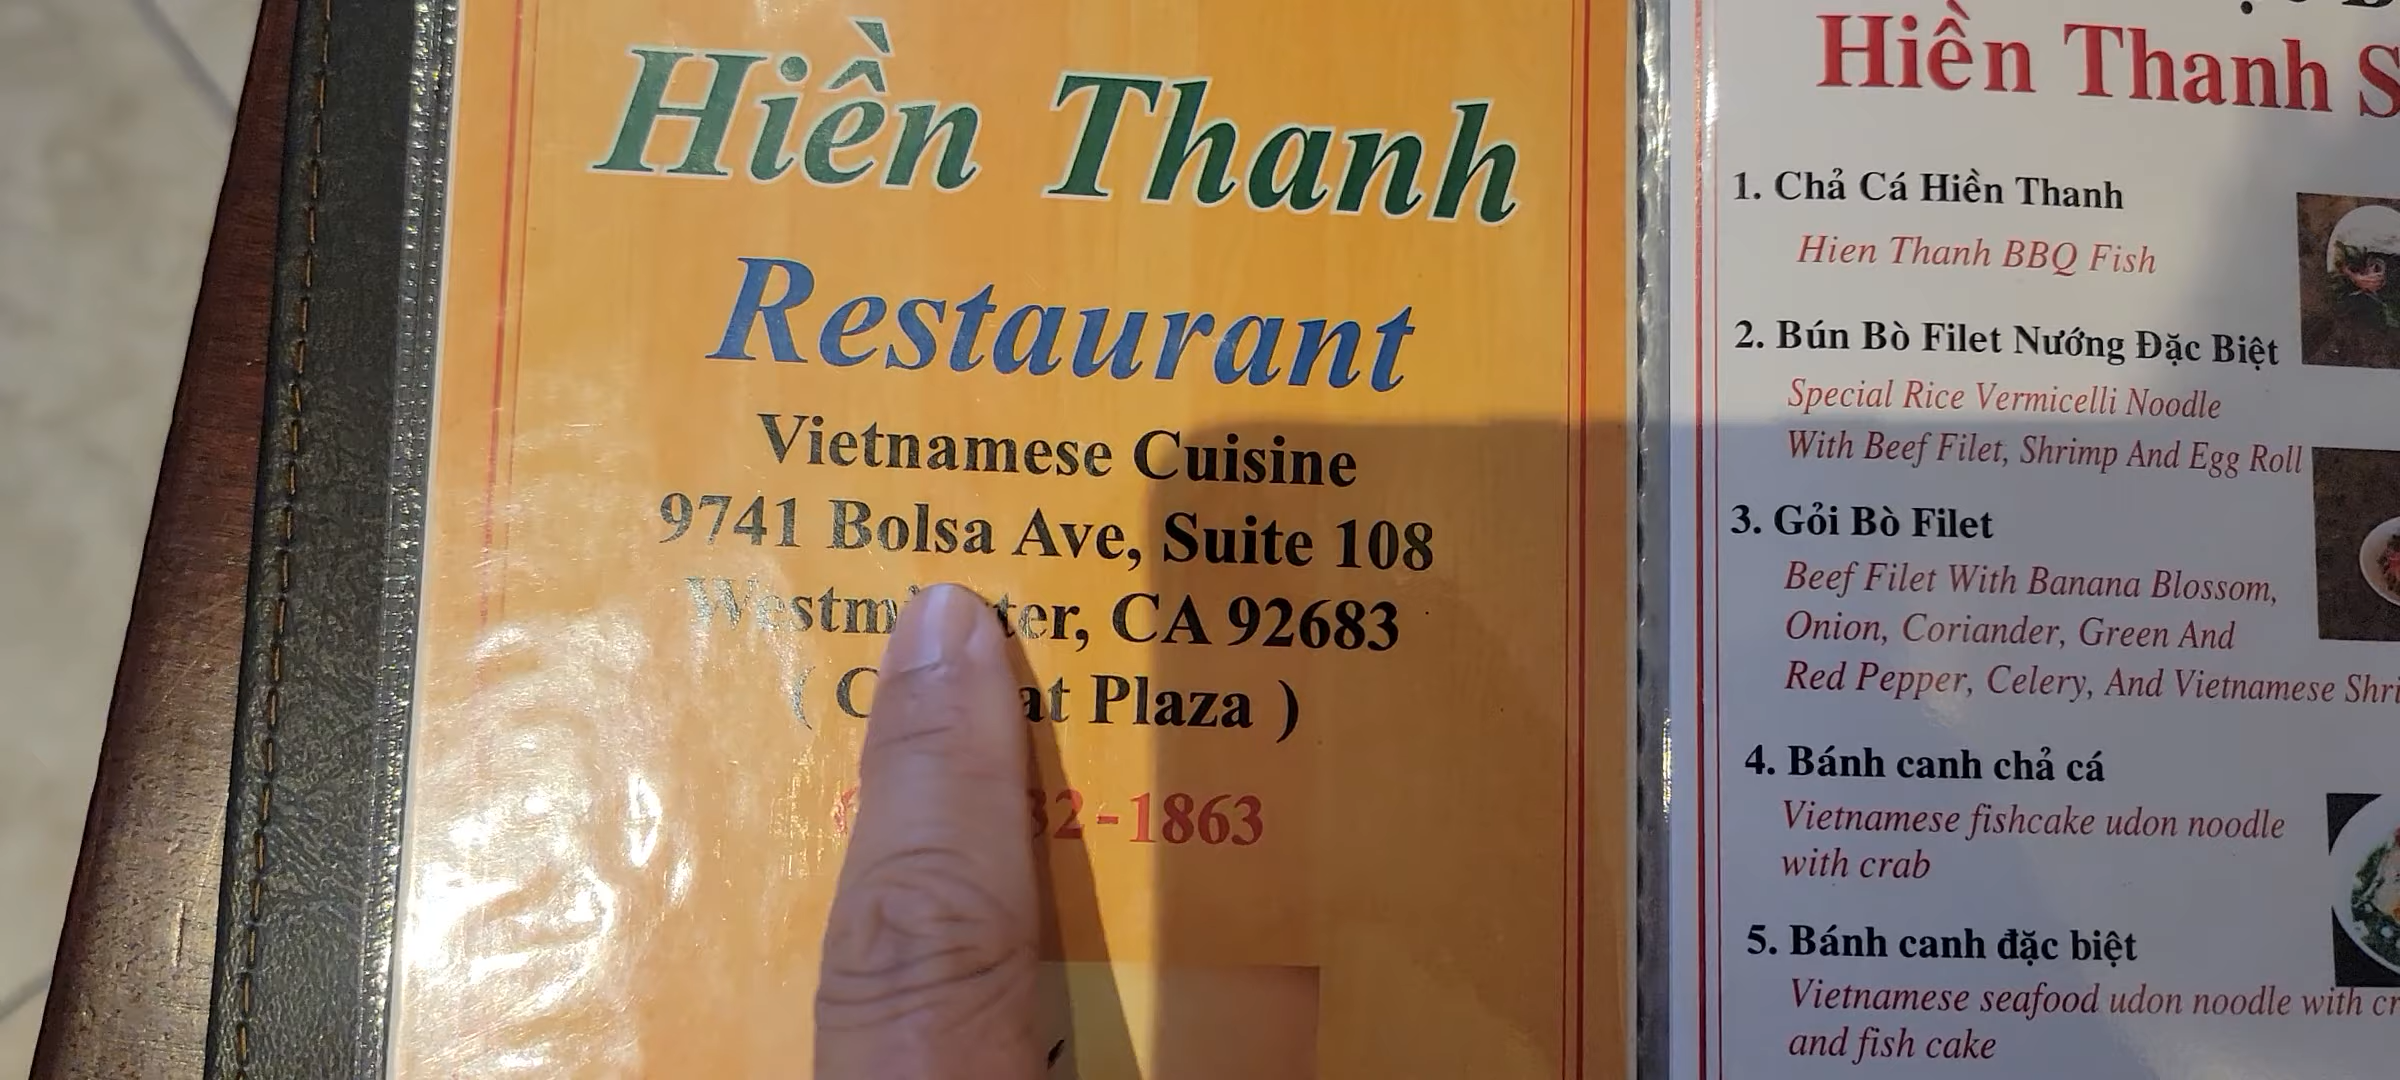 Hiền Thanh
Restaurant
Vietnamese Cuisine
9741 Bolsa Ave, Suite 108
CA 92683
Plaza )
-1863
Hiền Thanh
1. Chả Cá Hiền Thanh
Hien Thanh BBQ Fish
2. Bún Bò Filet Nướng Đặc Biệt
Special Rice Vermicelli Noodle
With Beef Filet, Shrimp And Egg Roll
3. Gỏi Bò Filet
Beef Filet With Banana Blossom,
Onion, Coriander, Green And
Red Pepper, Celery, And Vietnamese
4. Bánh canh chả cá
Vietnamese fishcake udon noodle
with crab
5. Bánh canh đặc biệt
Vietnamese seafood udon noodle with
and fish cake